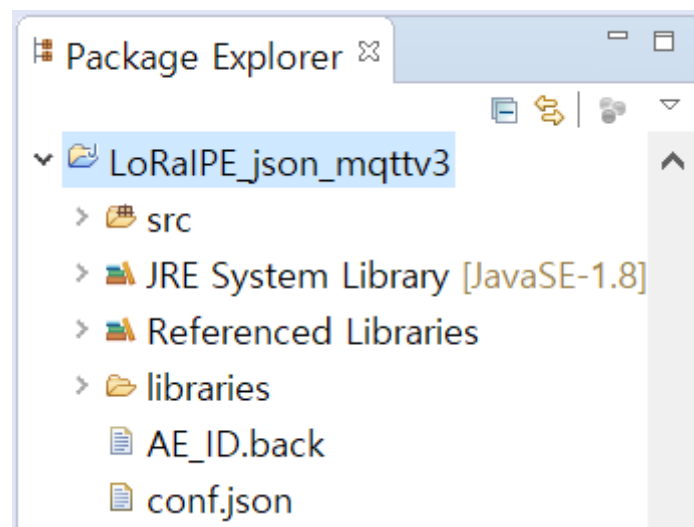 Package Explorer
LoRaIPE_json_mqttv3
src
JRE System Library [JavaSE-1.8]
Referenced Libraries
libraries
AE_ID.back
conf.json